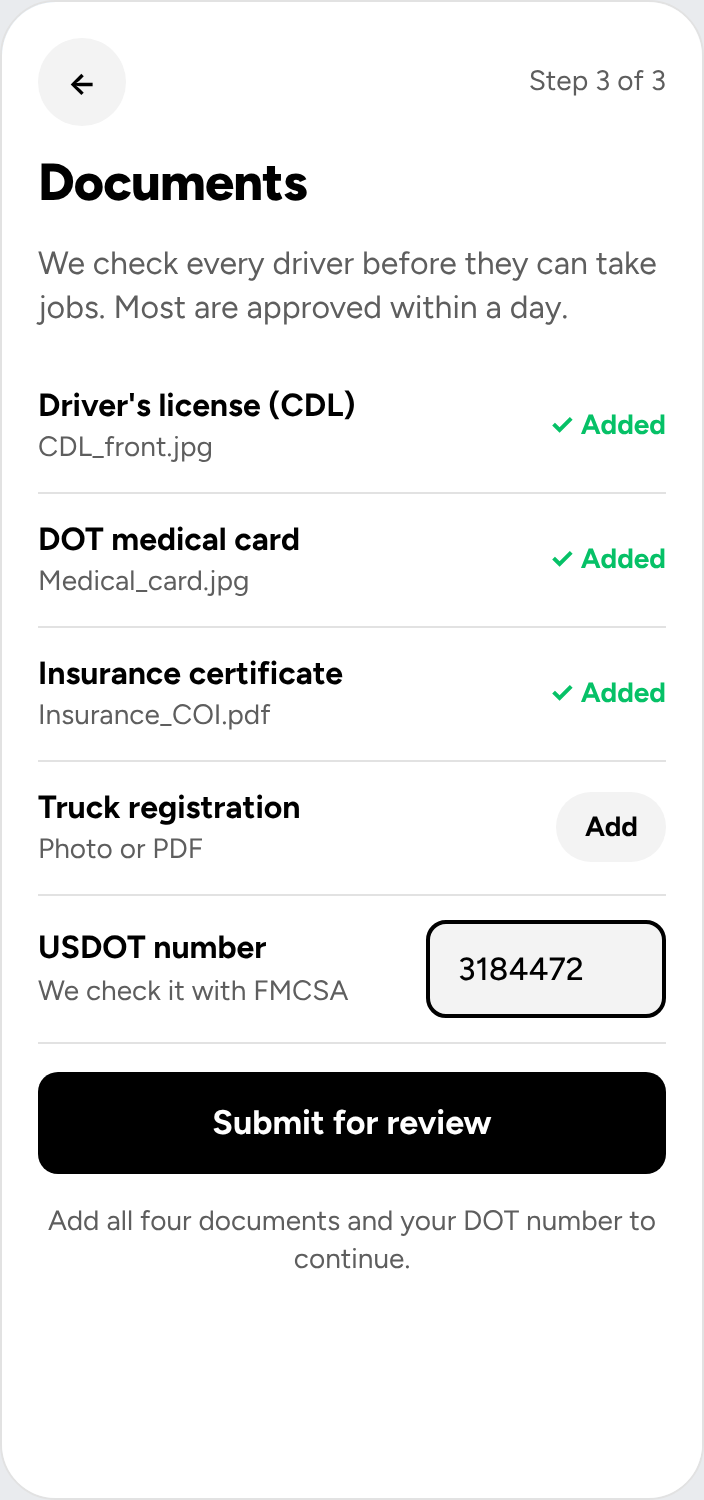 Step 3 of 3
Documents
We check every driver before they can take
jobs. Most are approved within a day.
Driver's license (CDL)
CDL_front.jpg
✓ Added
DOT medical card
Medical_card.jpg
✓ Added
Insurance certificate
Insurance_COI.pdf
✓ Added
Truck registration
Photo or PDF
Add
USDOT number
We check it with FMCSA
3184472
Submit for review
Add all four documents and your DOT number to
continue.